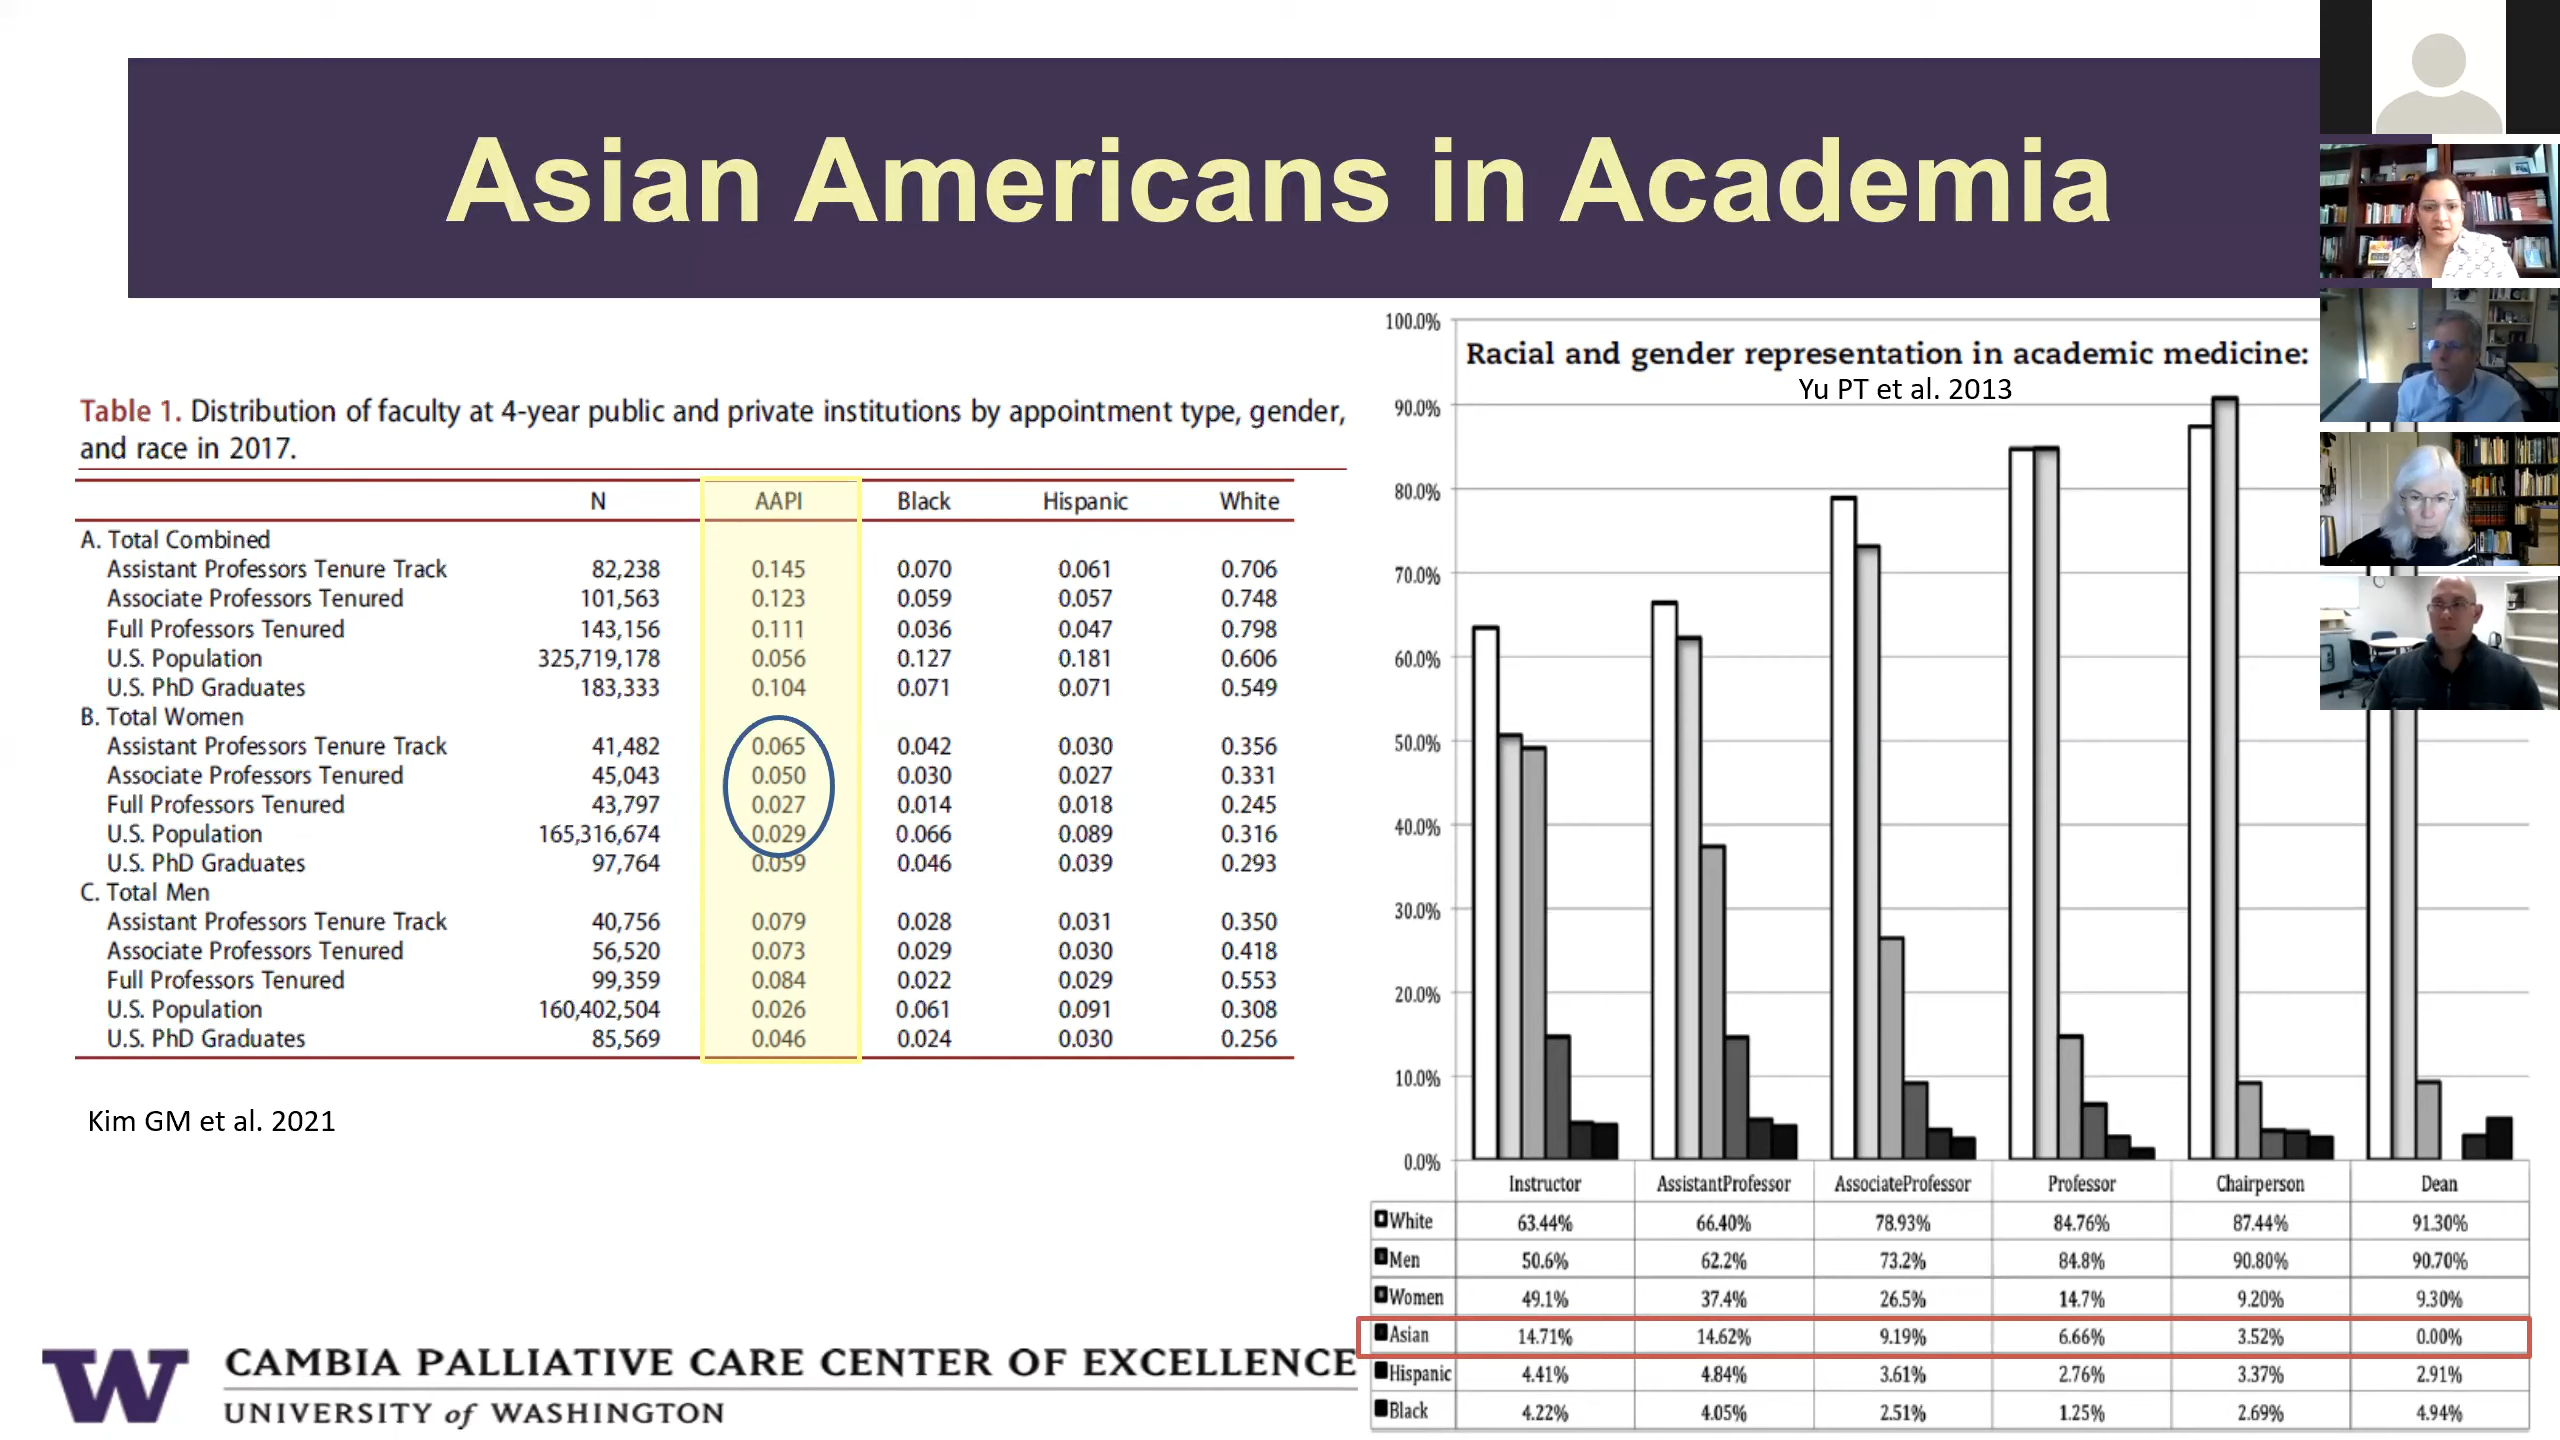 Asian Americans in Academia
Table 1. Distribution of faculty at 4-year public and private institutions by appointment type, gender,
and race in 2017.
N AAPI Black Hispanic White
A. Total Combined
Assistant Professors Tenure Track 82,238 0.145 0.070 0.061 0.706
Associate Professors Tenured 101,563 0.123 0.059 0.057 0.748
Full Professors Tenured 143,156 0.111 0.036 0.047 0.798
U.S. Population 325,719,178 0.056 0.127 0.181 0.606
U.S. PhD Graduates 183,333 0.104 0.071 0.071 0.549
B. Total Women
Assistant Professors Tenure Track 41,482 0.065 0.042 0.030 0.356
Associate Professors Tenured 45,043 0.050 0.030 0.027 0.331
Full Professors Tenured 43,797 0.027 0.014 0.018 0.245
U.S. Population 165,316,674 0.029 0.066 0.089 0.316
U.S. PhD Graduates 97,764 0.059 0.046 0.039 0.293
C. Total Men
Assistant Professors Tenure Track 40,756 0.079 0.028 0.031 0.350
Associate Professors Tenured 56,520 0.073 0.029 0.030 0.418
Full Professors Tenured 99,359 0.084 0.022 0.029 0.553
U.S. Population 160,402,504 0.026 0.061 0.091 0.308
U.S. PhD Graduates 85,569 0.046 0.024 0.030 0.256
Kim GM et al. 2021
Racial and gender representation in academic medicine:
Yu PT et al. 2013
100.0%
90.0%
80.0%
70.0%
60.0%
50.0%
40.0%
30.0%
20.0%
10.0%
0.0%
Instructor AssistantProfessor AssociateProfessor Professor Chairperson Dean
White 63.44% 66.40% 78.93% 84.76% 87.44% 91.30%
Men 50.6% 62.2% 73.2% 84.8% 90.80% 90.70%
Women 49.1% 37.4% 26.5% 14.7% 9.20% 9.30%
Asian 14.71% 14.62% 9.19% 6.66% 3.52% 0.00%
Hispanic 4.41% 4.84% 3.61% 2.76% 3.37% 2.91%
Black 4.22% 4.05% 2.51% 1.25% 2.69% 4.94%
W
CAMBIA PALLIATIVE CARE CENTER OF EXCELLENCE
UNIVERSITY of WASHINGTON